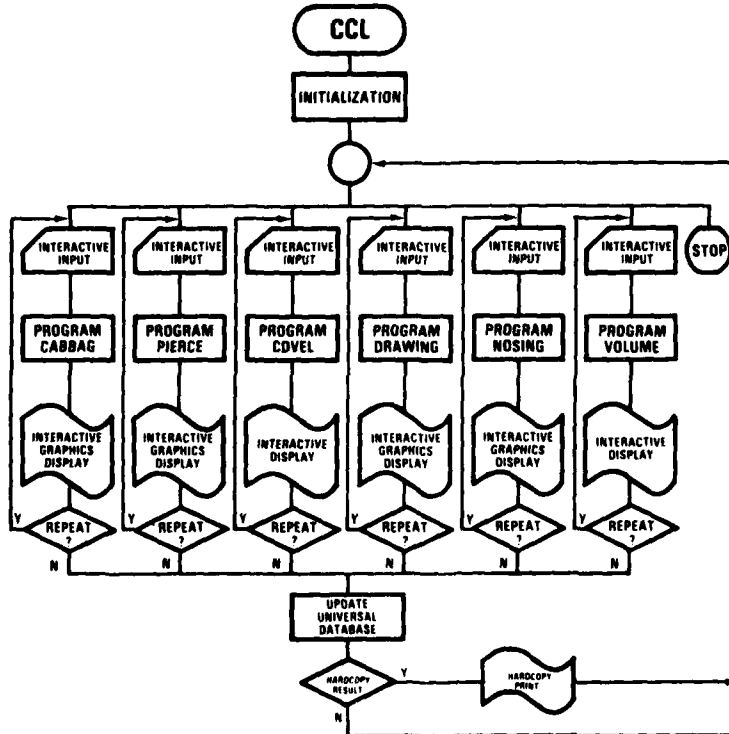 CCL
INITIALIZATION
INTERACTIVE
INPUT
INTERACTIVE
INPUT
INTERACTIVE
INPUT
INTERACTIVE
INPUT
INTERACTIVE
INPUT
INTERACTIVE
INPUT
STOP
PROGRAM
CABBAG
PROGRAM
PIERCE
PROGRAM
CDVEL
PROGRAM
DRAWING
PROGRAM
NOSING
PROGRAM
VOLUME
INTERACTIVE
GRAPHICS
DISPLAY
INTERACTIVE
GRAPHICS
DISPLAY
INTERACTIVE
DISPLAY
INTERACTIVE
GRAPHICS
DISPLAY
INTERACTIVE
GRAPHICS
DISPLAY
INTERACTIVE
DISPLAY
Y
REPEAT
?
N
Y
REPEAT
?
N
Y
REPEAT
?
N
Y
REPEAT
?
N
Y
REPEAT
?
N
Y
REPEAT
?
N
UPDATE
UNIVERSAL
DATABASE
HARDCOPY
RESULT
Y
HARDCOPY
PRINT
N